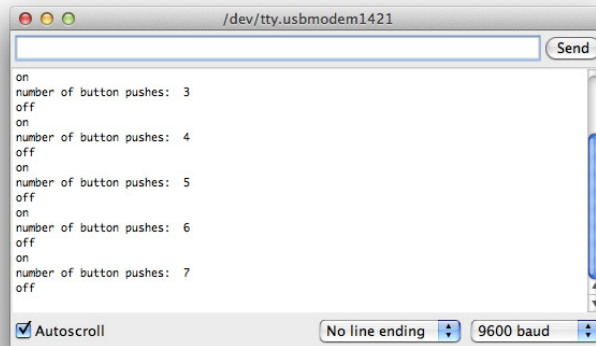 /dev/tty.usbmodem1421
Send
on
number of button pushes:  3
off
on
number of button pushes:  4
off
on
number of button pushes:  5
off
on
number of button pushes:  6
off
on
number of button pushes:  7
off
Autoscroll
No line ending
9600 baud